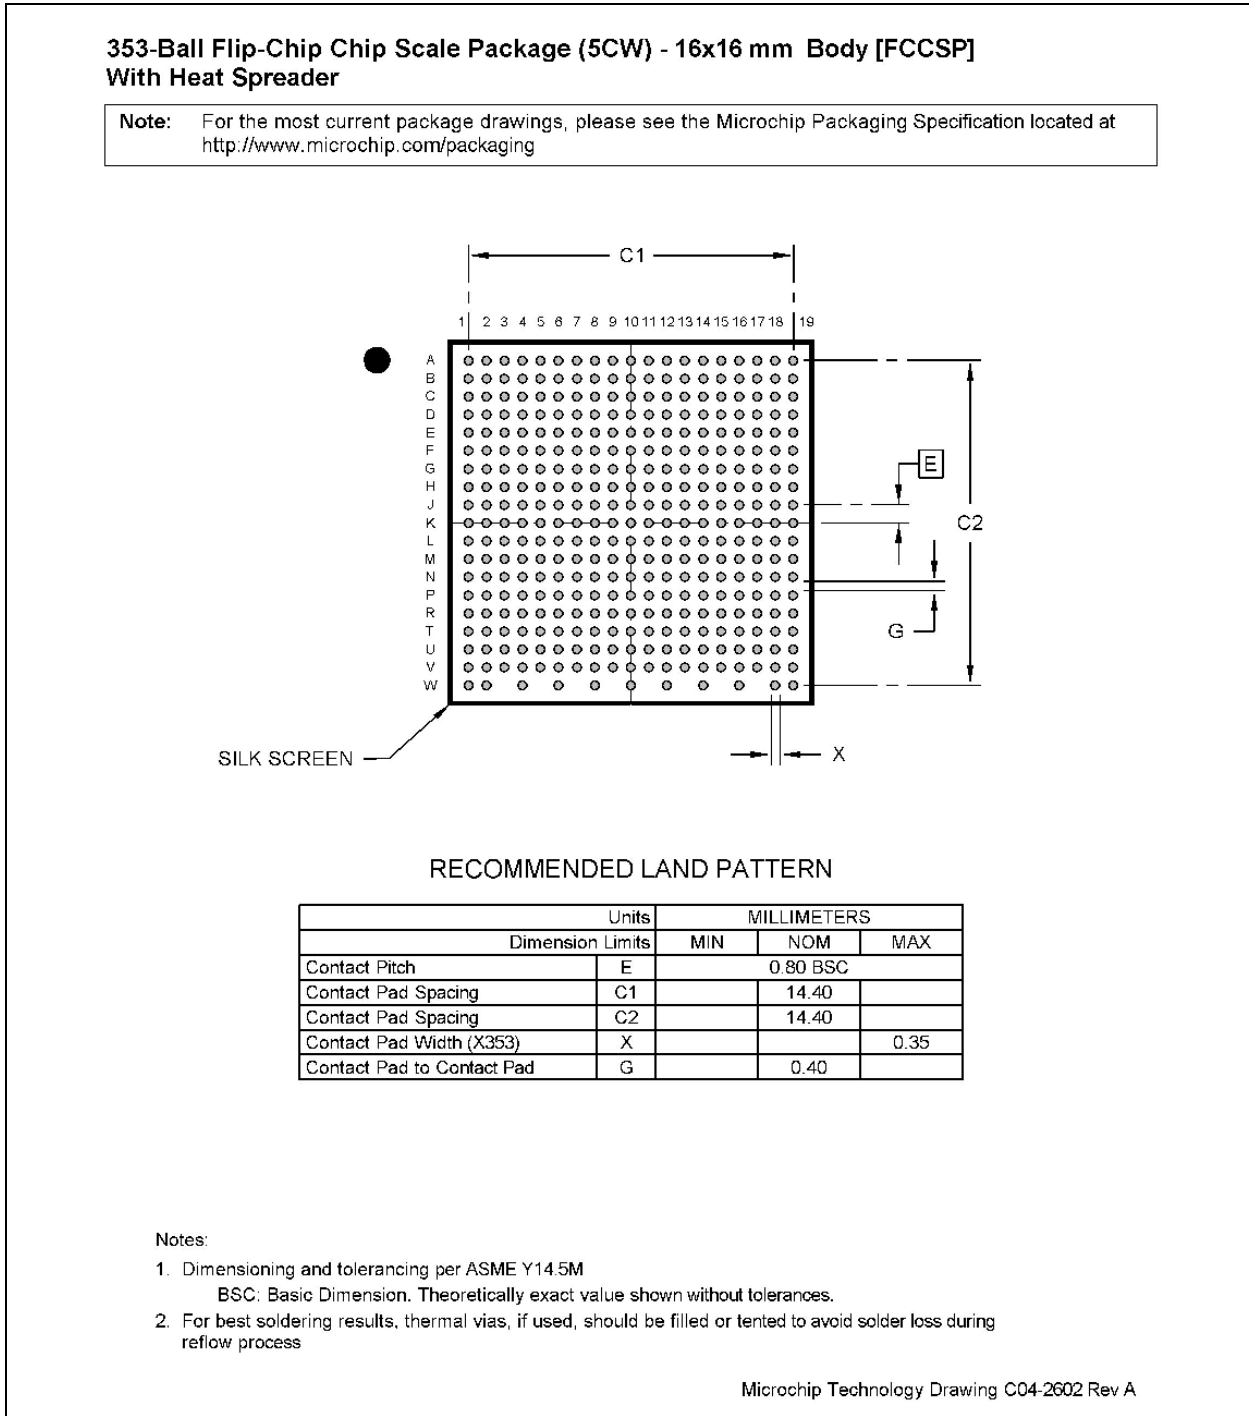 353-Ball Flip-Chip Chip Scale Package (5CW) - 16x16 mm Body [FCCSP]
With Heat Spreader
Note: For the most current package drawings, please see the Microchip Packaging Specification located at
http://www.microchip.com/packaging
C1
1 2 3 4 5 6 7 8 9 10 11 12 13 14 15 16 17 18 19
A
B
C
D
E
F
G
H
J
K
L
M
N
P
R
T
U
V
W
E
C2
G
X
SILK SCREEN
RECOMMENDED LAND PATTERN
Units MILLIMETERS
Dimension Limits MIN NOM MAX
Contact Pitch E 0.80 BSC
Contact Pad Spacing C1 14.40
Contact Pad Spacing C2 14.40
Contact Pad Width (X353) X 0.35
Contact Pad to Contact Pad G 0.40
Notes:
1. Dimensioning and tolerancing per ASME Y14.5M
BSC: Basic Dimension. Theoretically exact value shown without tolerances.
2. For best soldering results, thermal vias, if used, should be filled or tented to avoid solder loss during
reflow process
Microchip Technology Drawing C04-2602 Rev A